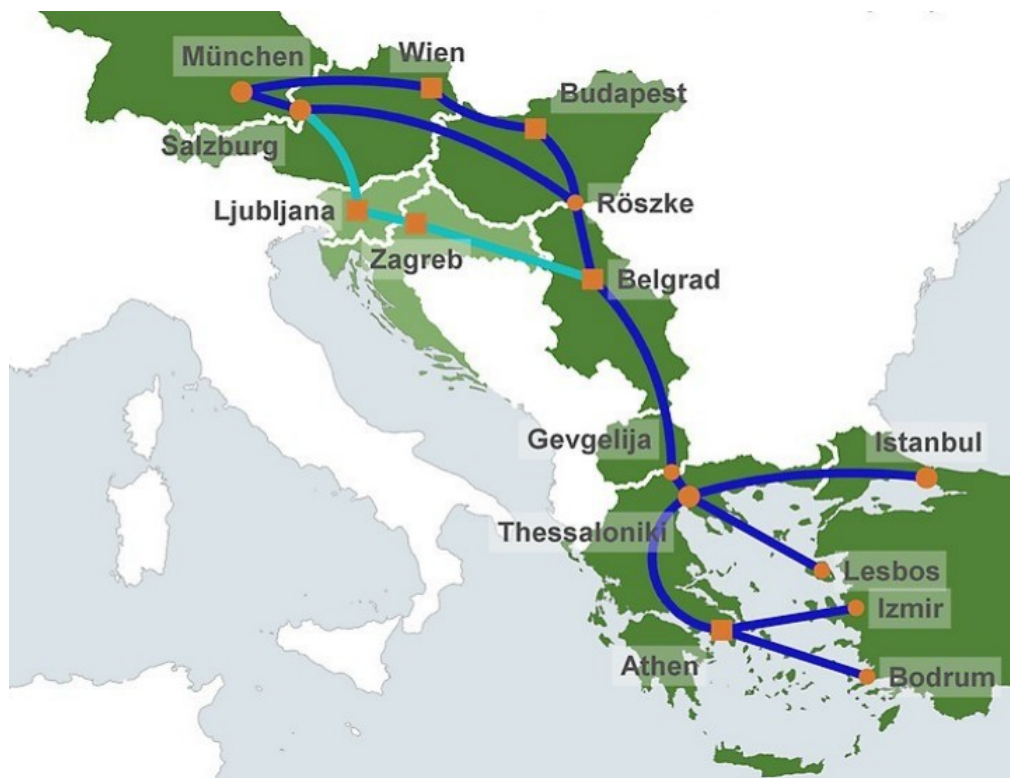 München
Wien
Budapest
Salzburg
Ljubljana
Röszke
Zagreb
Belgrad
Gevgelija
Istanbul
Thessaloniki
Lesbos
Izmir
Athen
Bodrum